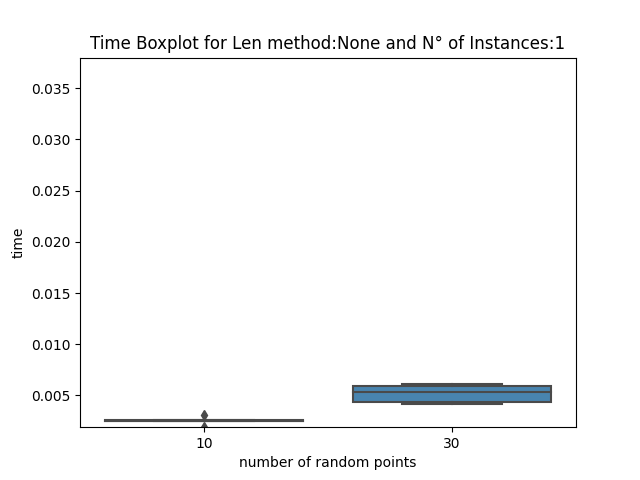 Time Boxplot for Len method:None and N° of Instances:1
0.035
0.030
0.025
0.020
0.015
0.010
0.005
time
10 30
number of random points